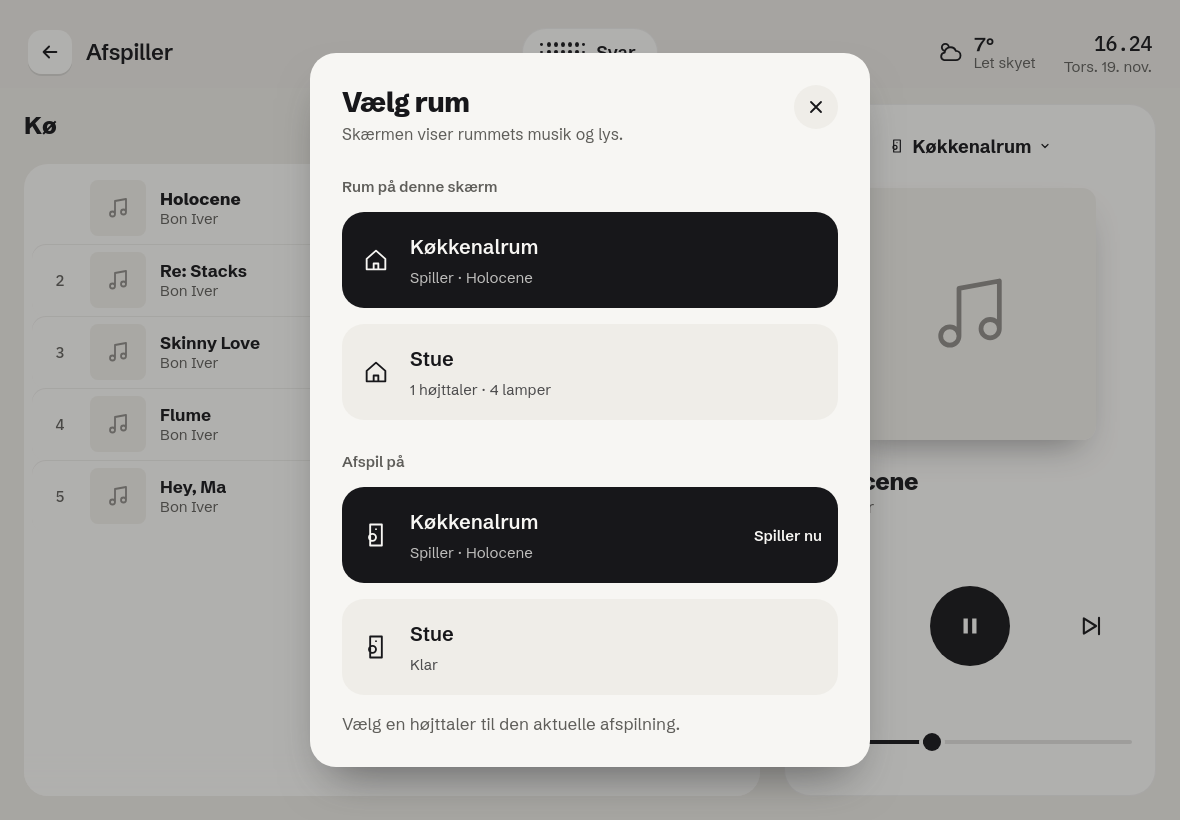 Afspiller
Svar
7°
Let skyet
16.24
Tors. 19. nov.
Kø
Holocene
Bon Iver
2
Re: Stacks
Bon Iver
3
Skinny Love
Bon Iver
4
Flume
Bon Iver
5
Hey, Ma
Bon Iver
Vælg rum
Skærmen viser rummets musik og lys.
Rum på denne skærm
Køkkenalrum
Spiller · Holocene
Stue
1 højttaler · 4 lamper
Afspil på
Køkkenalrum
Spiller · Holocene
Spiller nu
Stue
Klar
Vælg en højttaler til den aktuelle afspilning.
Køkkenalrum
cene
r